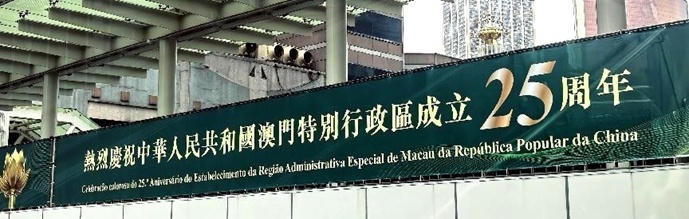 熱烈慶祝中華人民共和國澳門特別行政區成立25周年
Celebração calorosa do 25.º Aniversário do Estabelecimento da Região Administrativa Especial de Macau da República Popular da China